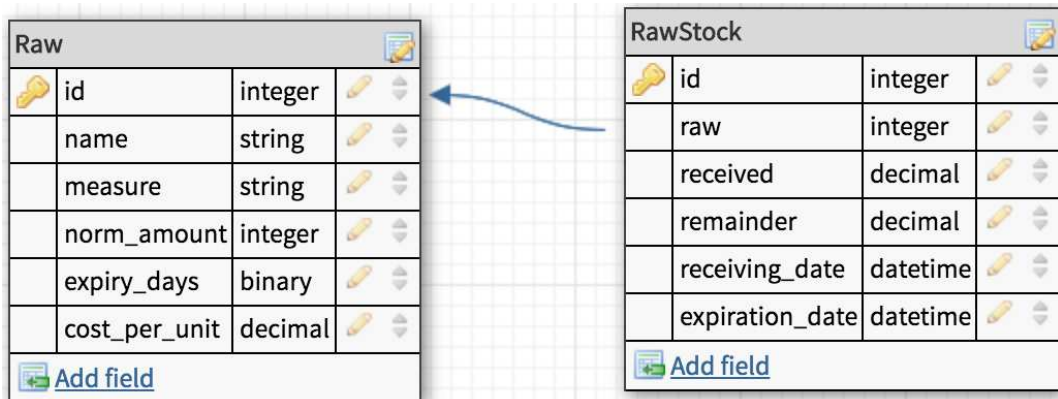 Raw
id integer
name string
measure string
norm_amount integer
expiry_days binary
cost_per_unit decimal
Add field
RawStock
id integer
raw integer
received decimal
remainder decimal
receiving_date datetime
expiration_date datetime
Add field